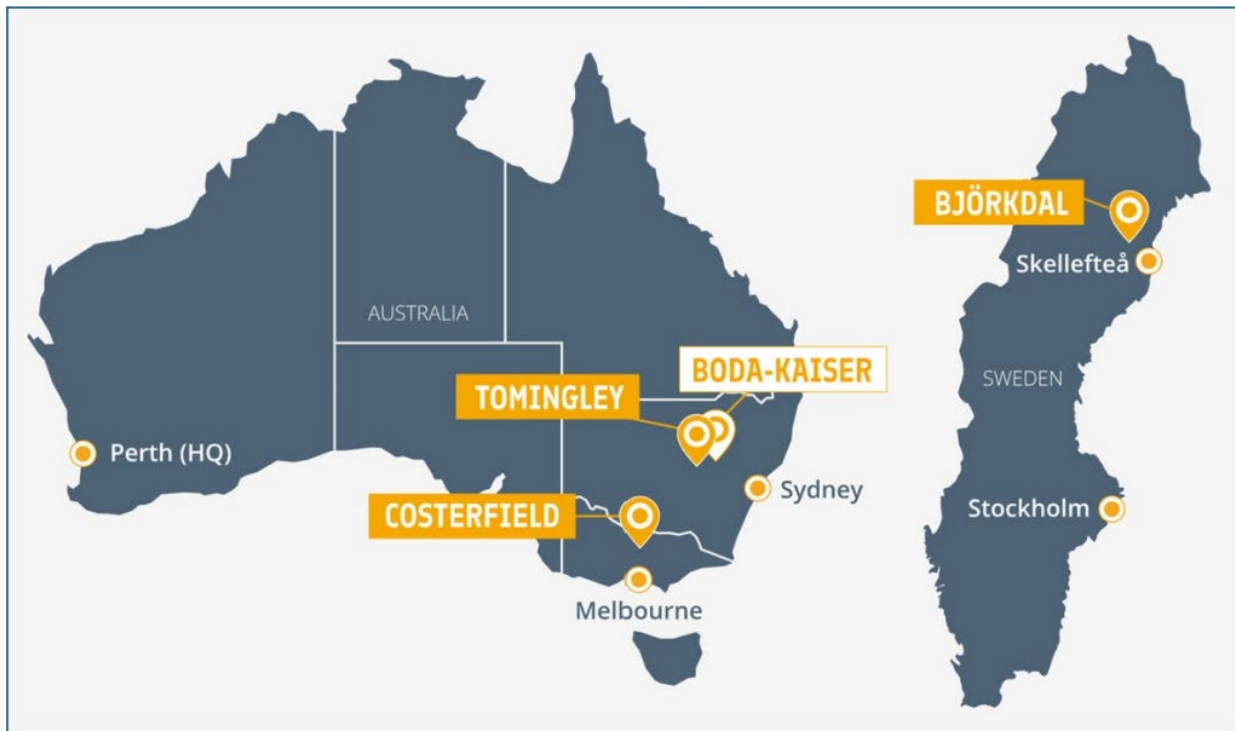 AUSTRALIA
BODA-KAISER
TOMINGLEY
Perth (HQ)
Sydney
COSTERFIELD
Melbourne
BJÖRKDAL
Skellefteå
SWEDEN
Stockholm